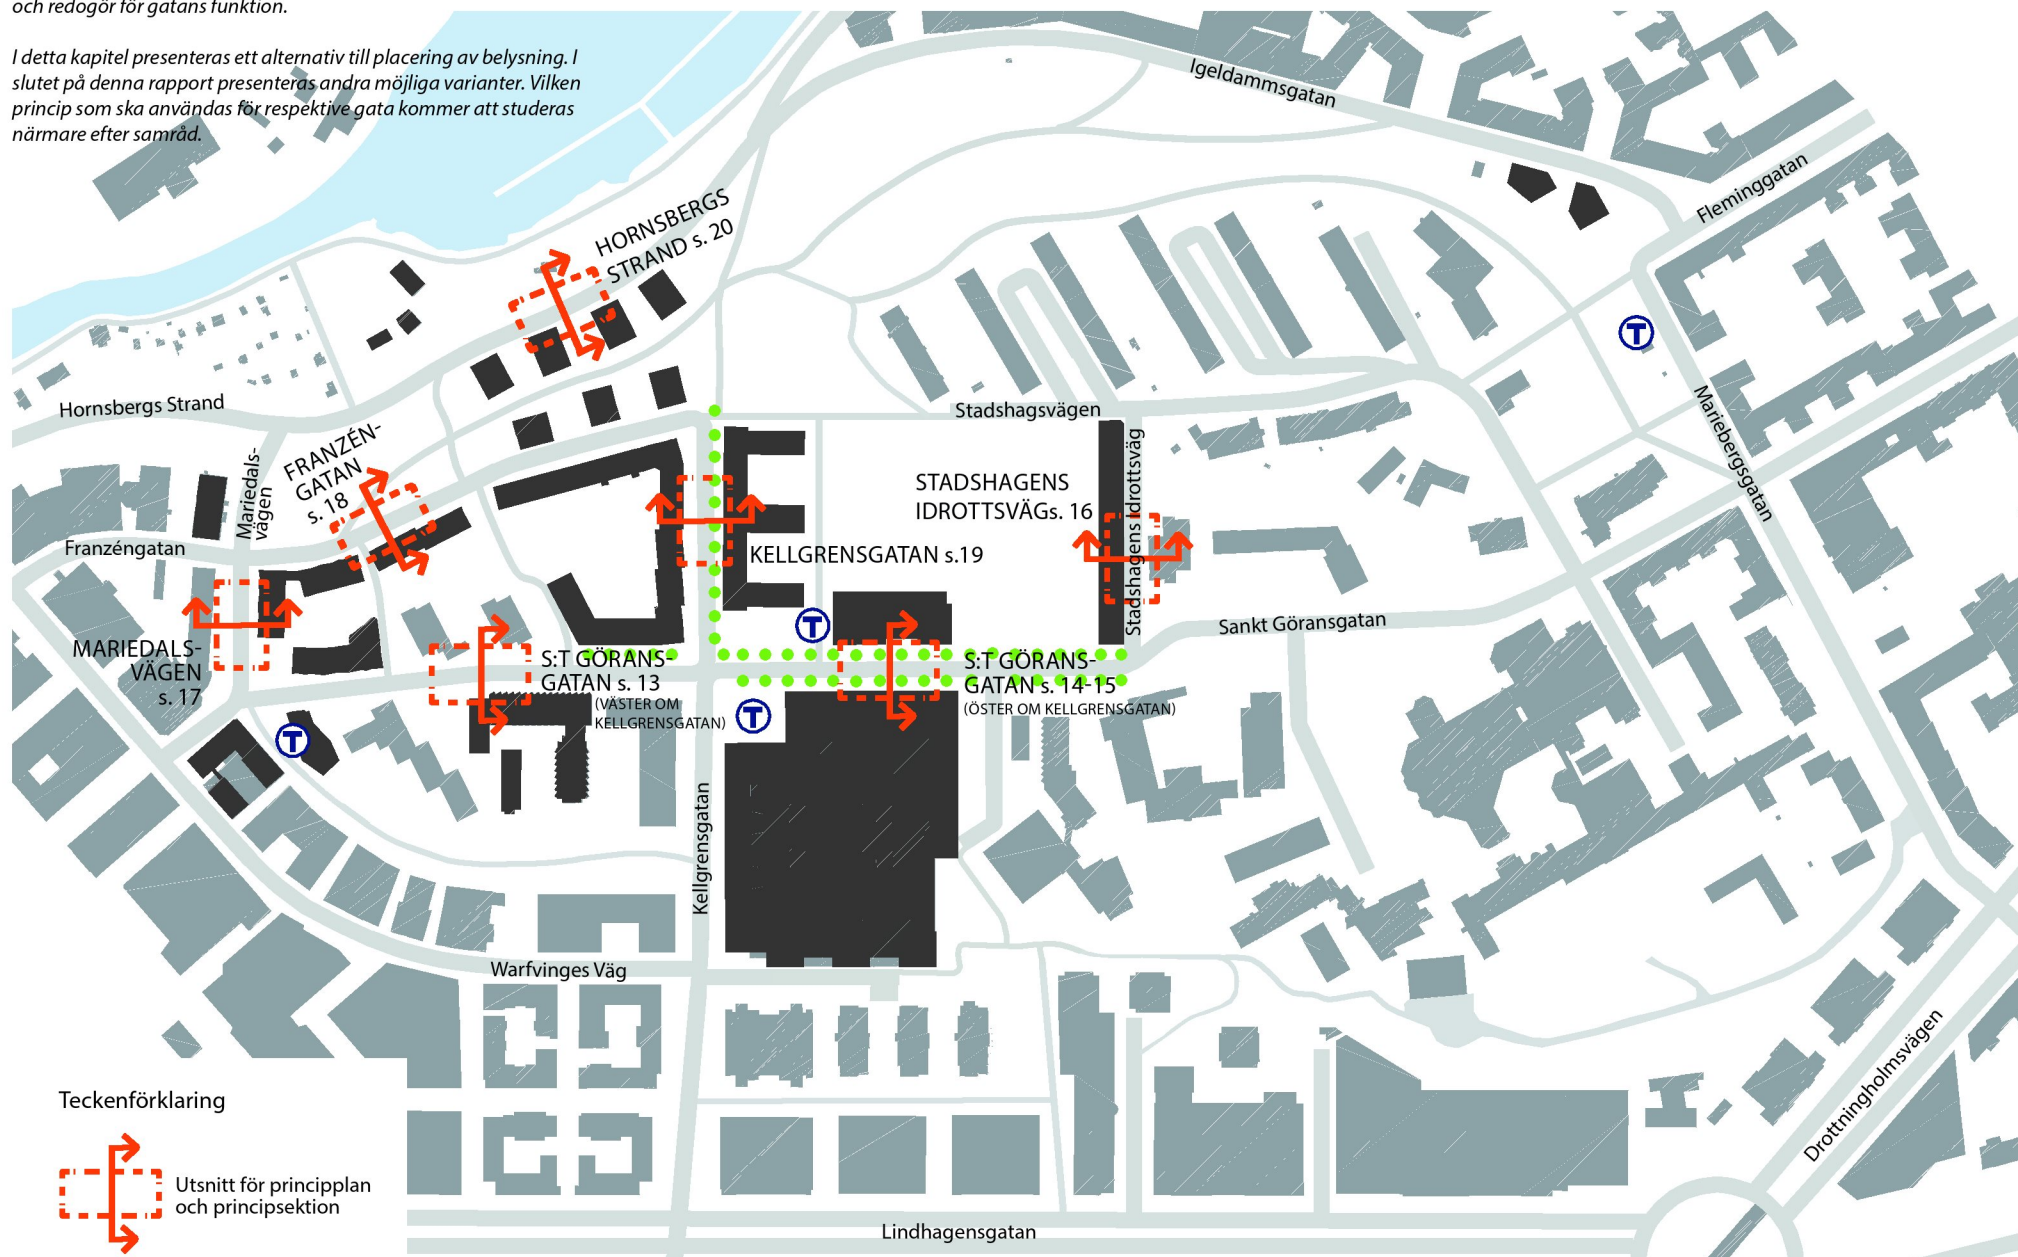 och redogör för gatans funktion.
I detta kapitel presenteras ett alternativ till placering av belysning. I
slutet på denna rapport presenteras andra möjliga varianter. Vilken
princip som ska användas för respektive gata kommer att studeras
närmare efter samråd.
Igeldammsgatan
Fleminggatan
HORNSBERGS
STRAND s. 20
T
Hornsbergs Strand
Stadshagsvägen
Mariebergsgatan
FRANZÉN-
GATAN
s. 18
Mariedals-
vägen
STADSHAGENS
IDROTTSVÄGs. 16
Stadshagens Idrottsväg
Franzéngatan
KELLGRENSGATAN s.19
T
Sankt Göransgatan
MARIEDALS-
VÄGEN
s. 17
S:T GÖRANS-
GATAN s. 13
(VÄSTER OM
KELLGRENSGATAN)
S:T GÖRANS-
GATAN s. 14-15
(ÖSTER OM KELLGRENSGATAN)
T
T
Kellgrensgatan
Warfvinges Väg
Drottningholmsvägen
Teckenförklaring
Utsnitt för principplan
och principsektion
Lindhagensgatan